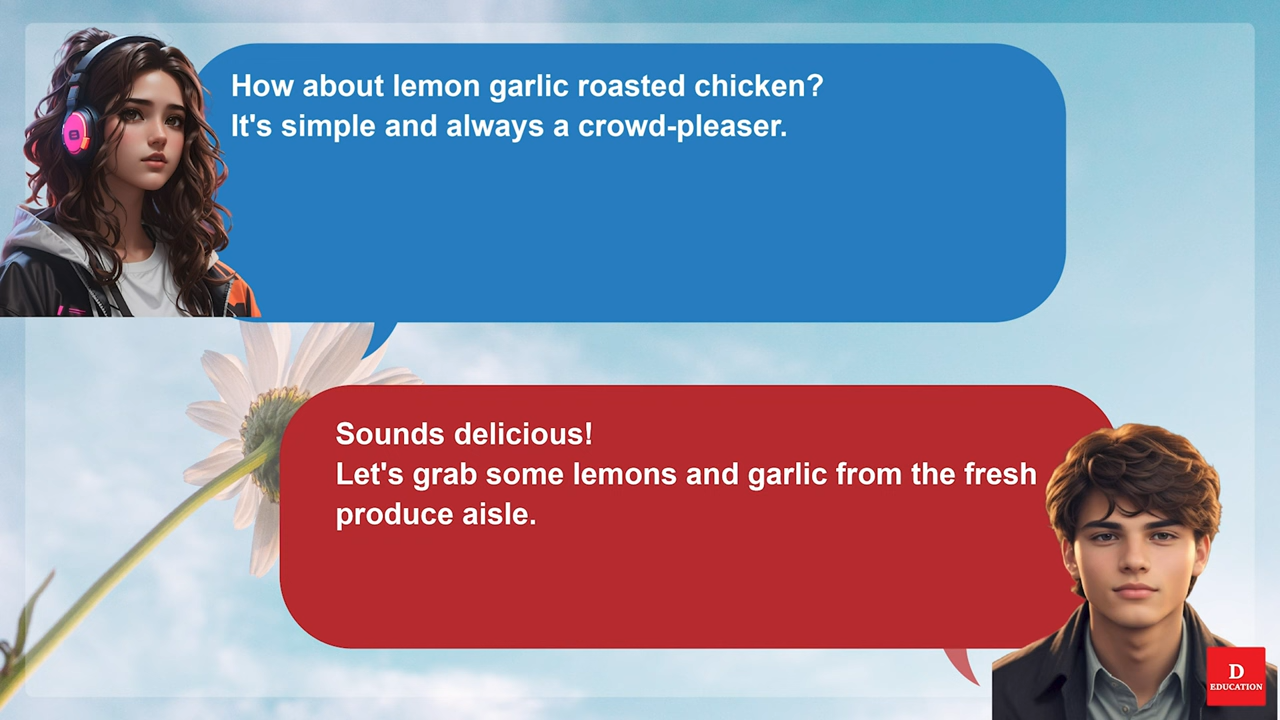 How about lemon garlic roasted chicken?
It's simple and always a crowd-pleaser.
Sounds delicious!
Let's grab some lemons and garlic from the fresh
produce aisle.
D
EDUCATION